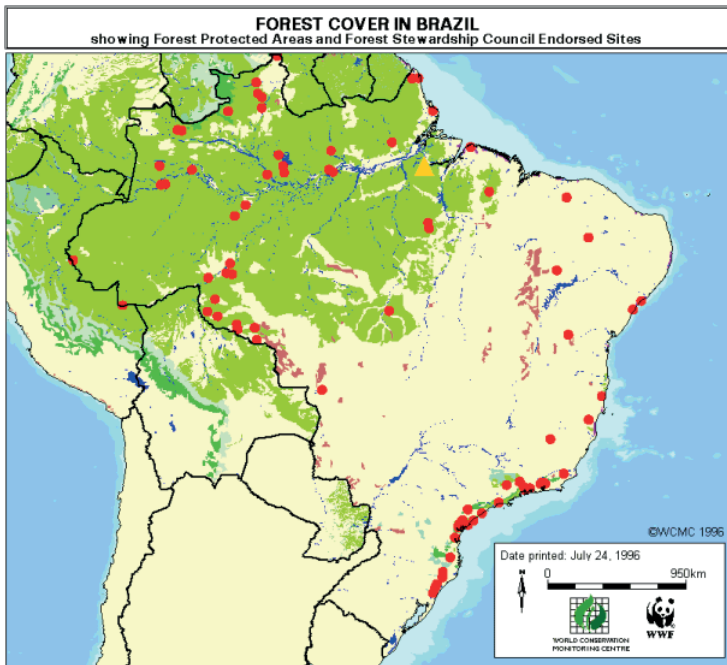 FOREST COVER IN BRAZIL
showing Forest Protected Areas and Forest Stewardship Council Endorsed Sites
©WCMC 1996
Date printed: July 24, 1996
N
0 950km
WORLD CONSERVATION
MONITORING CENTRE
WWF